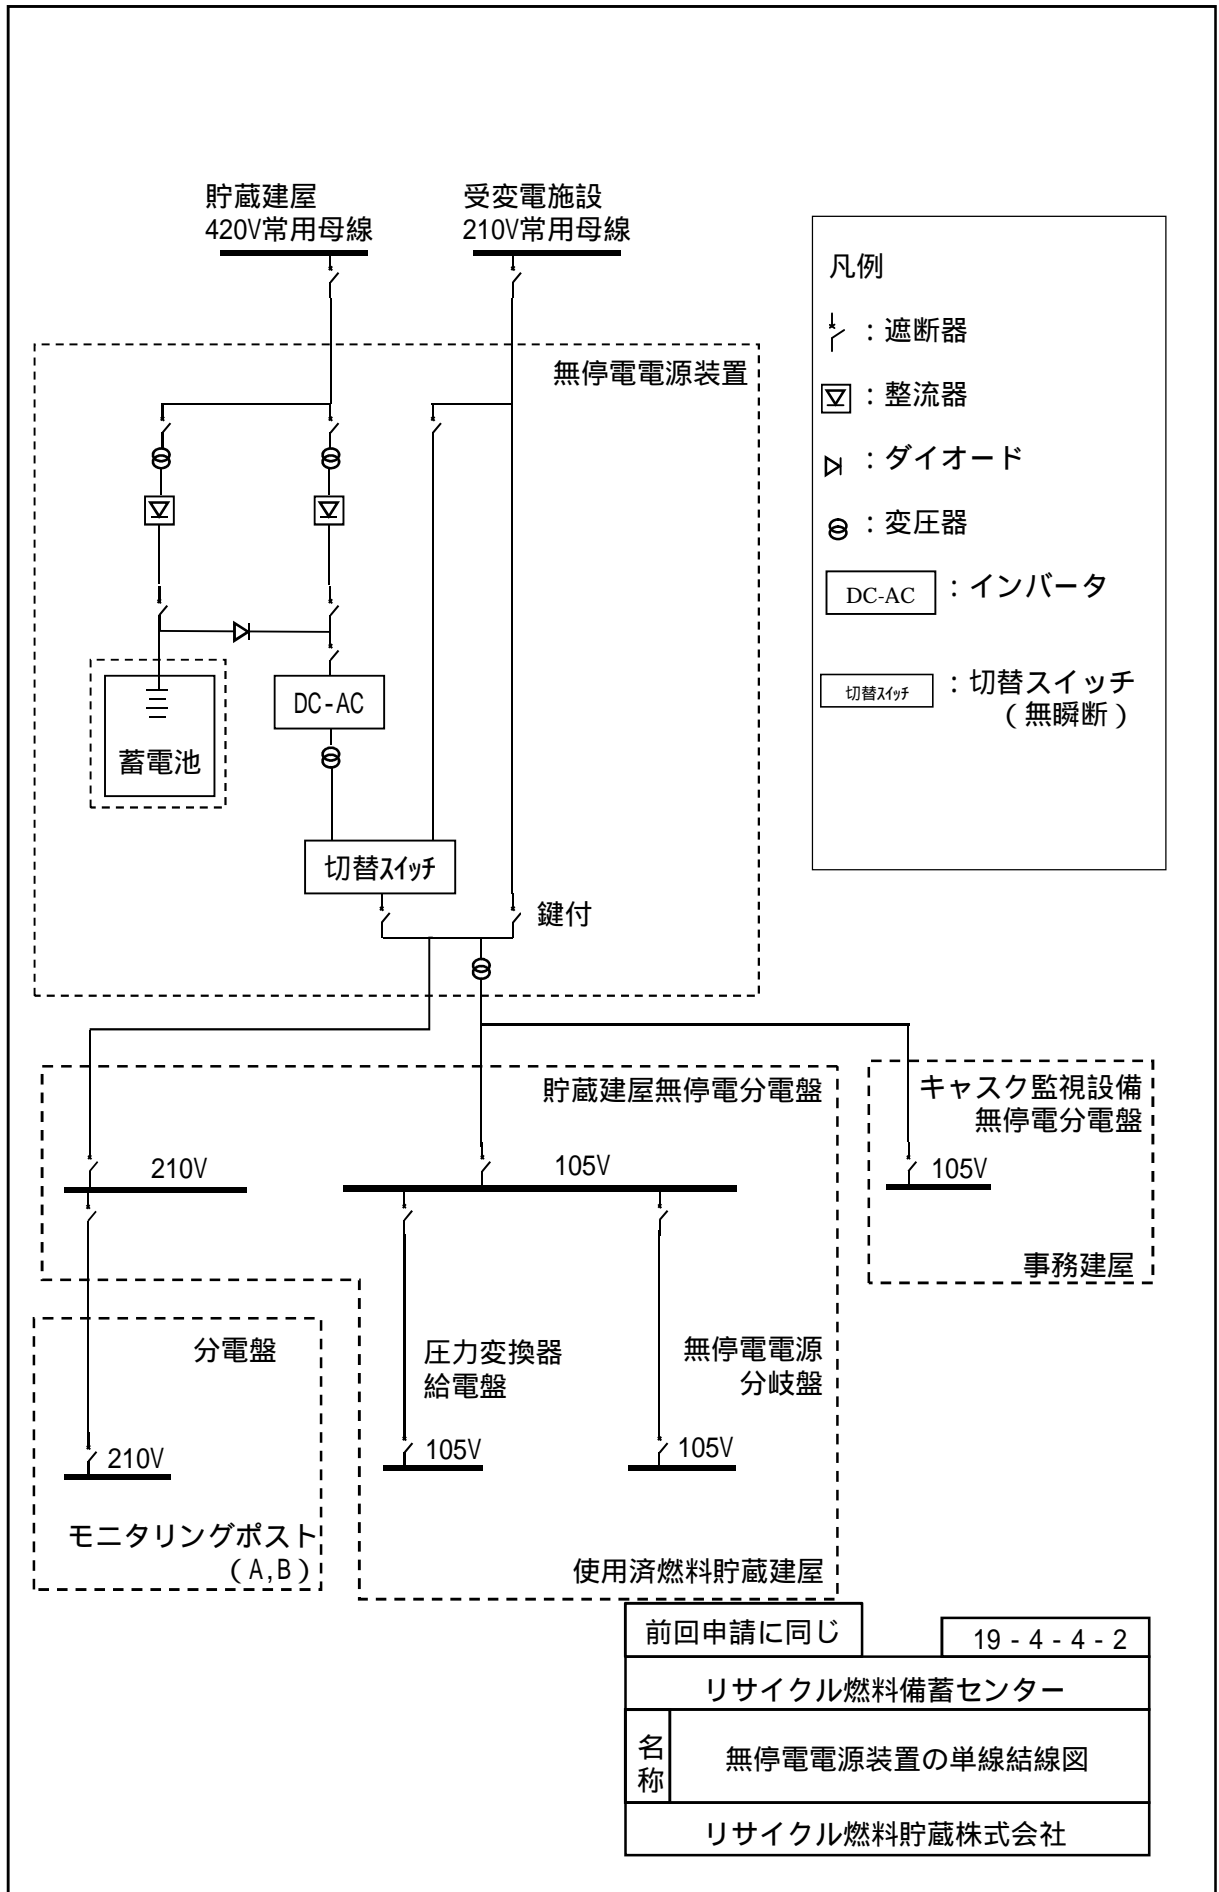 貯蔵建屋
420V常用母線
受変電施設
210V常用母線
凡例
：遮断器
：整流器
：ダイオード
：変圧器
DC-AC ：インバータ
切替ｽｲｯﾁ ：切替スイッチ
（無瞬断）
無停電電源装置
DC-AC
蓄電池
切替ｽｲｯﾁ
鍵付
貯蔵建屋無停電分電盤
キャスク監視設備
無停電分電盤
210V
105V
105V
事務建屋
分電盤
圧力変換器
給電盤
無停電電源
分岐盤
210V
105V
105V
モニタリングポスト
（A,B）
使用済燃料貯蔵建屋
前回申請に同じ
19 - 4 - 4 - 2
リサイクル燃料備蓄センター
名称
無停電電源装置の単線結線図
リサイクル燃料貯蔵株式会社